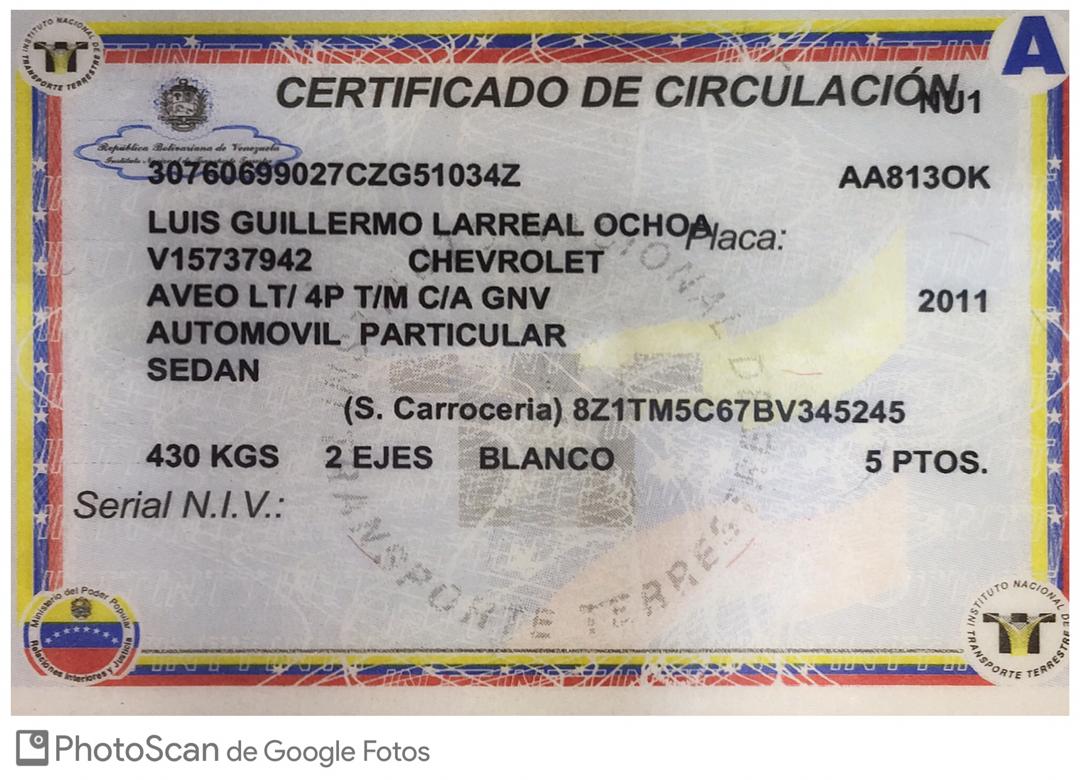 INSTITUTO NACIONAL DE TRANSPORTE TERRESTRE
A
CERTIFICADO DE CIRCULACIÓN
NU1
República Bolivariana de Venezuela
Instituto Nacional de Transporte Terrestre
30760699027CZG51034Z AA813OK
LUIS GUILLERMO LARREAL OCHOA
Placa:
V15737942 CHEVROLET
AVEO LT/ 4P T/M C/A GNV 2011
AUTOMOVIL PARTICULAR
SEDAN
(S. Carroceria) 8Z1TM5C67BV345245
430 KGS 2 EJES BLANCO 5 PTOS.
Serial N.I.V.:
TRANSPORTE TERRESTRE
Ministerio del Poder Popular
Relaciones Interiores y Justicia
INSTITUTO NACIONAL DE TRANSPORTE TERRESTRE
PhotoScan de Google Fotos